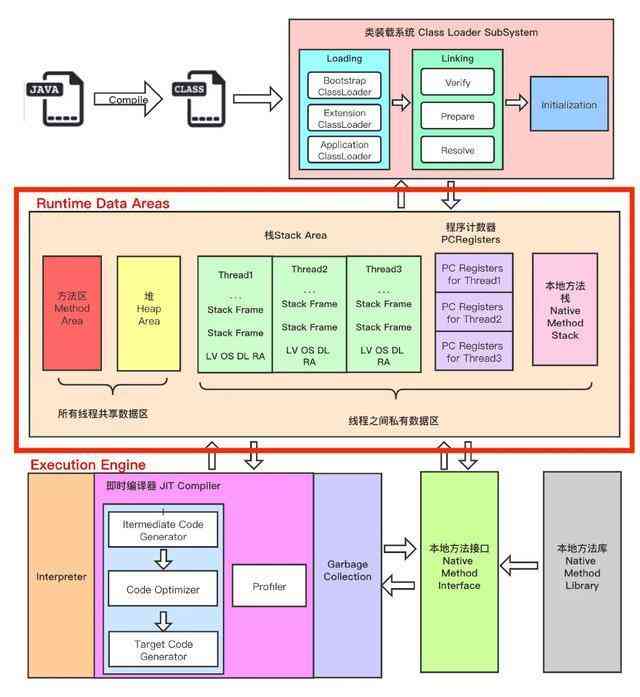 类装载系统 Class Loader SubSystem
JAVA
Compile
CLASS
Loading
Bootstrap
ClassLoader
Extension
ClassLoader
Application
ClassLoader
Linking
Verify
Prepare
Resolve
Initialization
Runtime Data Areas
栈Stack Area
程序计数器
PCRegisters
方法区
Method
Area
堆
Heap
Area
Thread1
...
Stack Frame
Stack Frame
LV OS DL RA
Thread2
...
Stack Frame
Stack Frame
LV OS DL
RA
Thread3
...
Stack Frame
Stack Frame
LV OS DL
RA
PC Registers
for Thread1
PC Registers
for Thread2
PC Registers
for Thread3
本地方法
栈
Native
Method
Stack
所有线程共享数据区
线程之间私有数据区
Execution Engine
Interpreter
即时编译器 JIT Compiler
Itermediate Code
Generator
Code Optimizer
Target Code
Generator
Profiler
Garbage
Collection
本地方法接口
Native
Method
Interface
本地方法库
Native
Method
Library